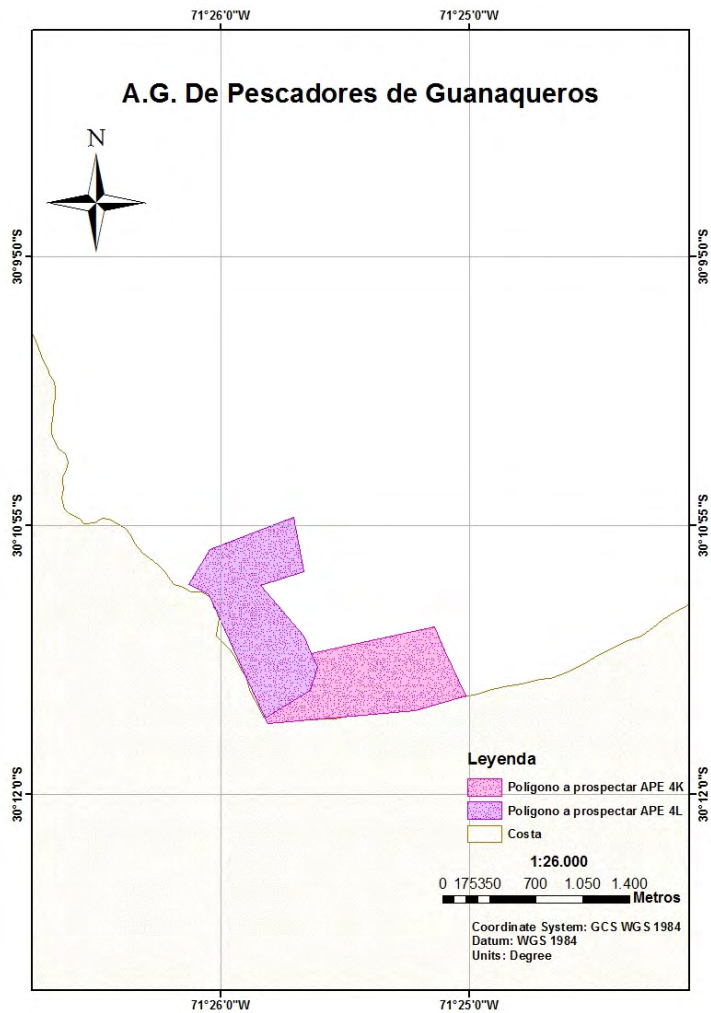 71°26'0"W 71°25'0"W
A.G. De Pescadores de Guanaqueros
N
30°9'50"S 30°9'50"S
30°10'55"S 30°10'55"S
30°12'0"S 30°12'0"S
Leyenda
Polígono a prospectar APE 4K
Polígono a prospectar APE 4L
Costa
1:26.000
0 175350 700 1.050 1.400
Metros
Coordinate System: GCS WGS 1984
Datum: WGS 1984
Units: Degree
71°26'0"W 71°25'0"W